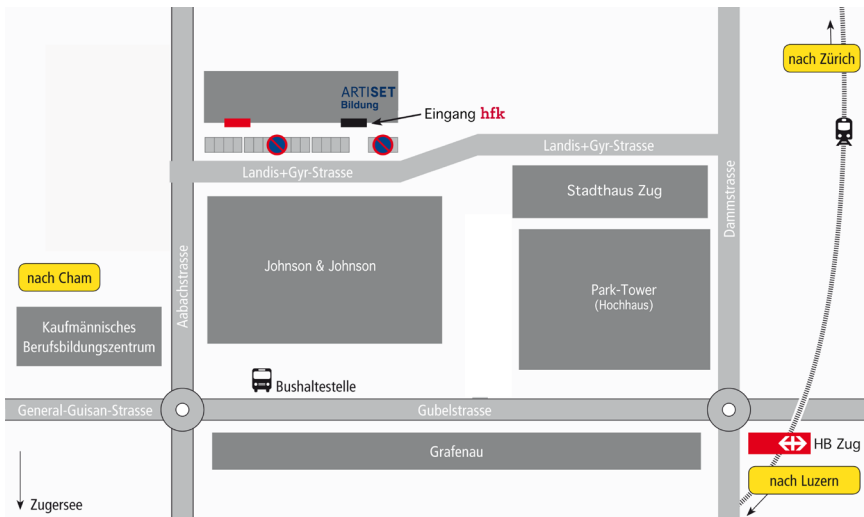 nach Zürich
ARTISET
Bildung
Eingang hfk
Landis+Gyr-Strasse
Landis+Gyr-Strasse
Stadthaus Zug
Dammstrasse
Aabachstrasse
Johnson & Johnson
nach Cham
Park-Tower
(Hochhaus)
Kaufmännisches
Berufsbildungszentrum
Bushaltestelle
General-Guisan-Strasse
Gubelstrasse
HB Zug
Grafenau
nach Luzern
Zugersee